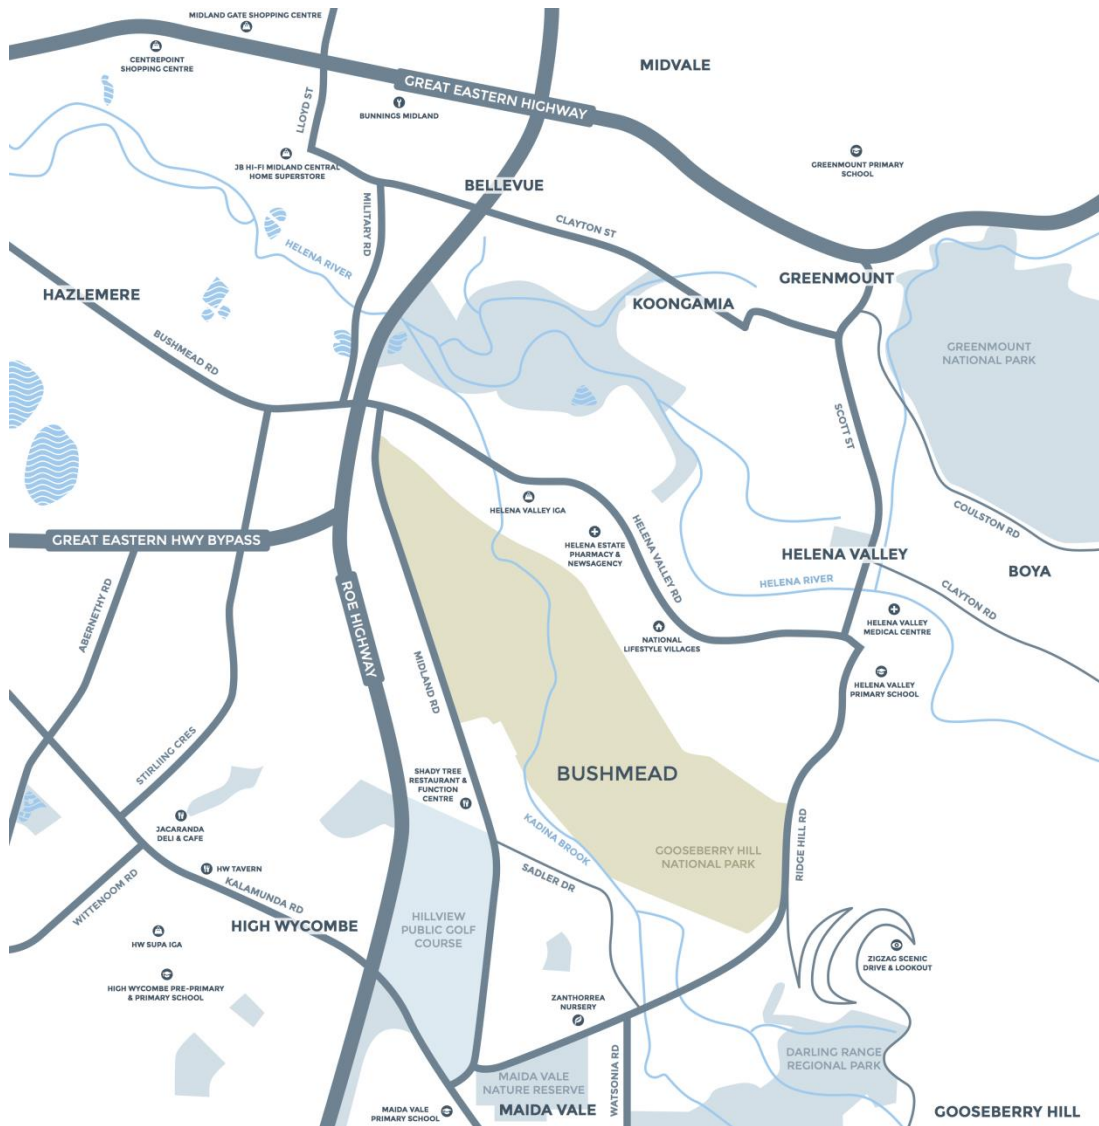 MIDLAND GATE SHOPPING CENTRE
CENTREPOINT
SHOPPING CENTRE
MIDVALE
GREAT EASTERN HIGHWAY
LLOYD ST
BUNNINGS MIDLAND
JB HI-FI MIDLAND CENTRAL
HOME SUPERSTORE
GREENMOUNT PRIMARY
SCHOOL
BELLEVUE
MILITARY RD
CLAYTON ST
HELENA RIVER
GREENMOUNT
HAZLEMERE
KOONGAMIA
BUSHMEAD RD
GREENMOUNT
NATIONAL PARK
SCOTT ST
HELENA VALLEY IGA
COULSTON RD
GREAT EASTERN HWY BYPASS
HELENA ESTATE
PHARMACY &
NEWSAGENCY
HELENA VALLEY RD
HELENA VALLEY
BOYA
HELENA RIVER
CLAYTON RD
ABERNETHY RD
ROE HIGHWAY
HELENA VALLEY
MEDICAL CENTRE
NATIONAL
LIFESTYLE VILLAGES
MIDLAND RD
HELENA VALLEY
PRIMARY SCHOOL
STIRLIING CRES
SHADY TREE
RESTAURANT &
FUNCTION
CENTRE
BUSHMEAD
JACARANDA
DELI & CAFE
KADINA BROOK
GOOSEBERRY HILL
NATIONAL PARK
RIDGE HILL RD
HW TAVERN
SADLER DR
WITTENOOM RD
KALAMUNDA RD
HIGH WYCOMBE
HILLVIEW
PUBLIC GOLF
COURSE
HW SUPA IGA
ZIGZAG SCENIC
DRIVE & LOOKOUT
HIGH WYCOMBE PRE-PRIMARY
& PRIMARY SCHOOL
ZANTHORREA
NURSERY
DARLING RANGE
REGIONAL PARK
WATSONIA RD
MAIDA VALE
NATURE RESERVE
MAIDA VALE
PRIMARY SCHOOL
MAIDA VALE
GOOSEBERRY HILL